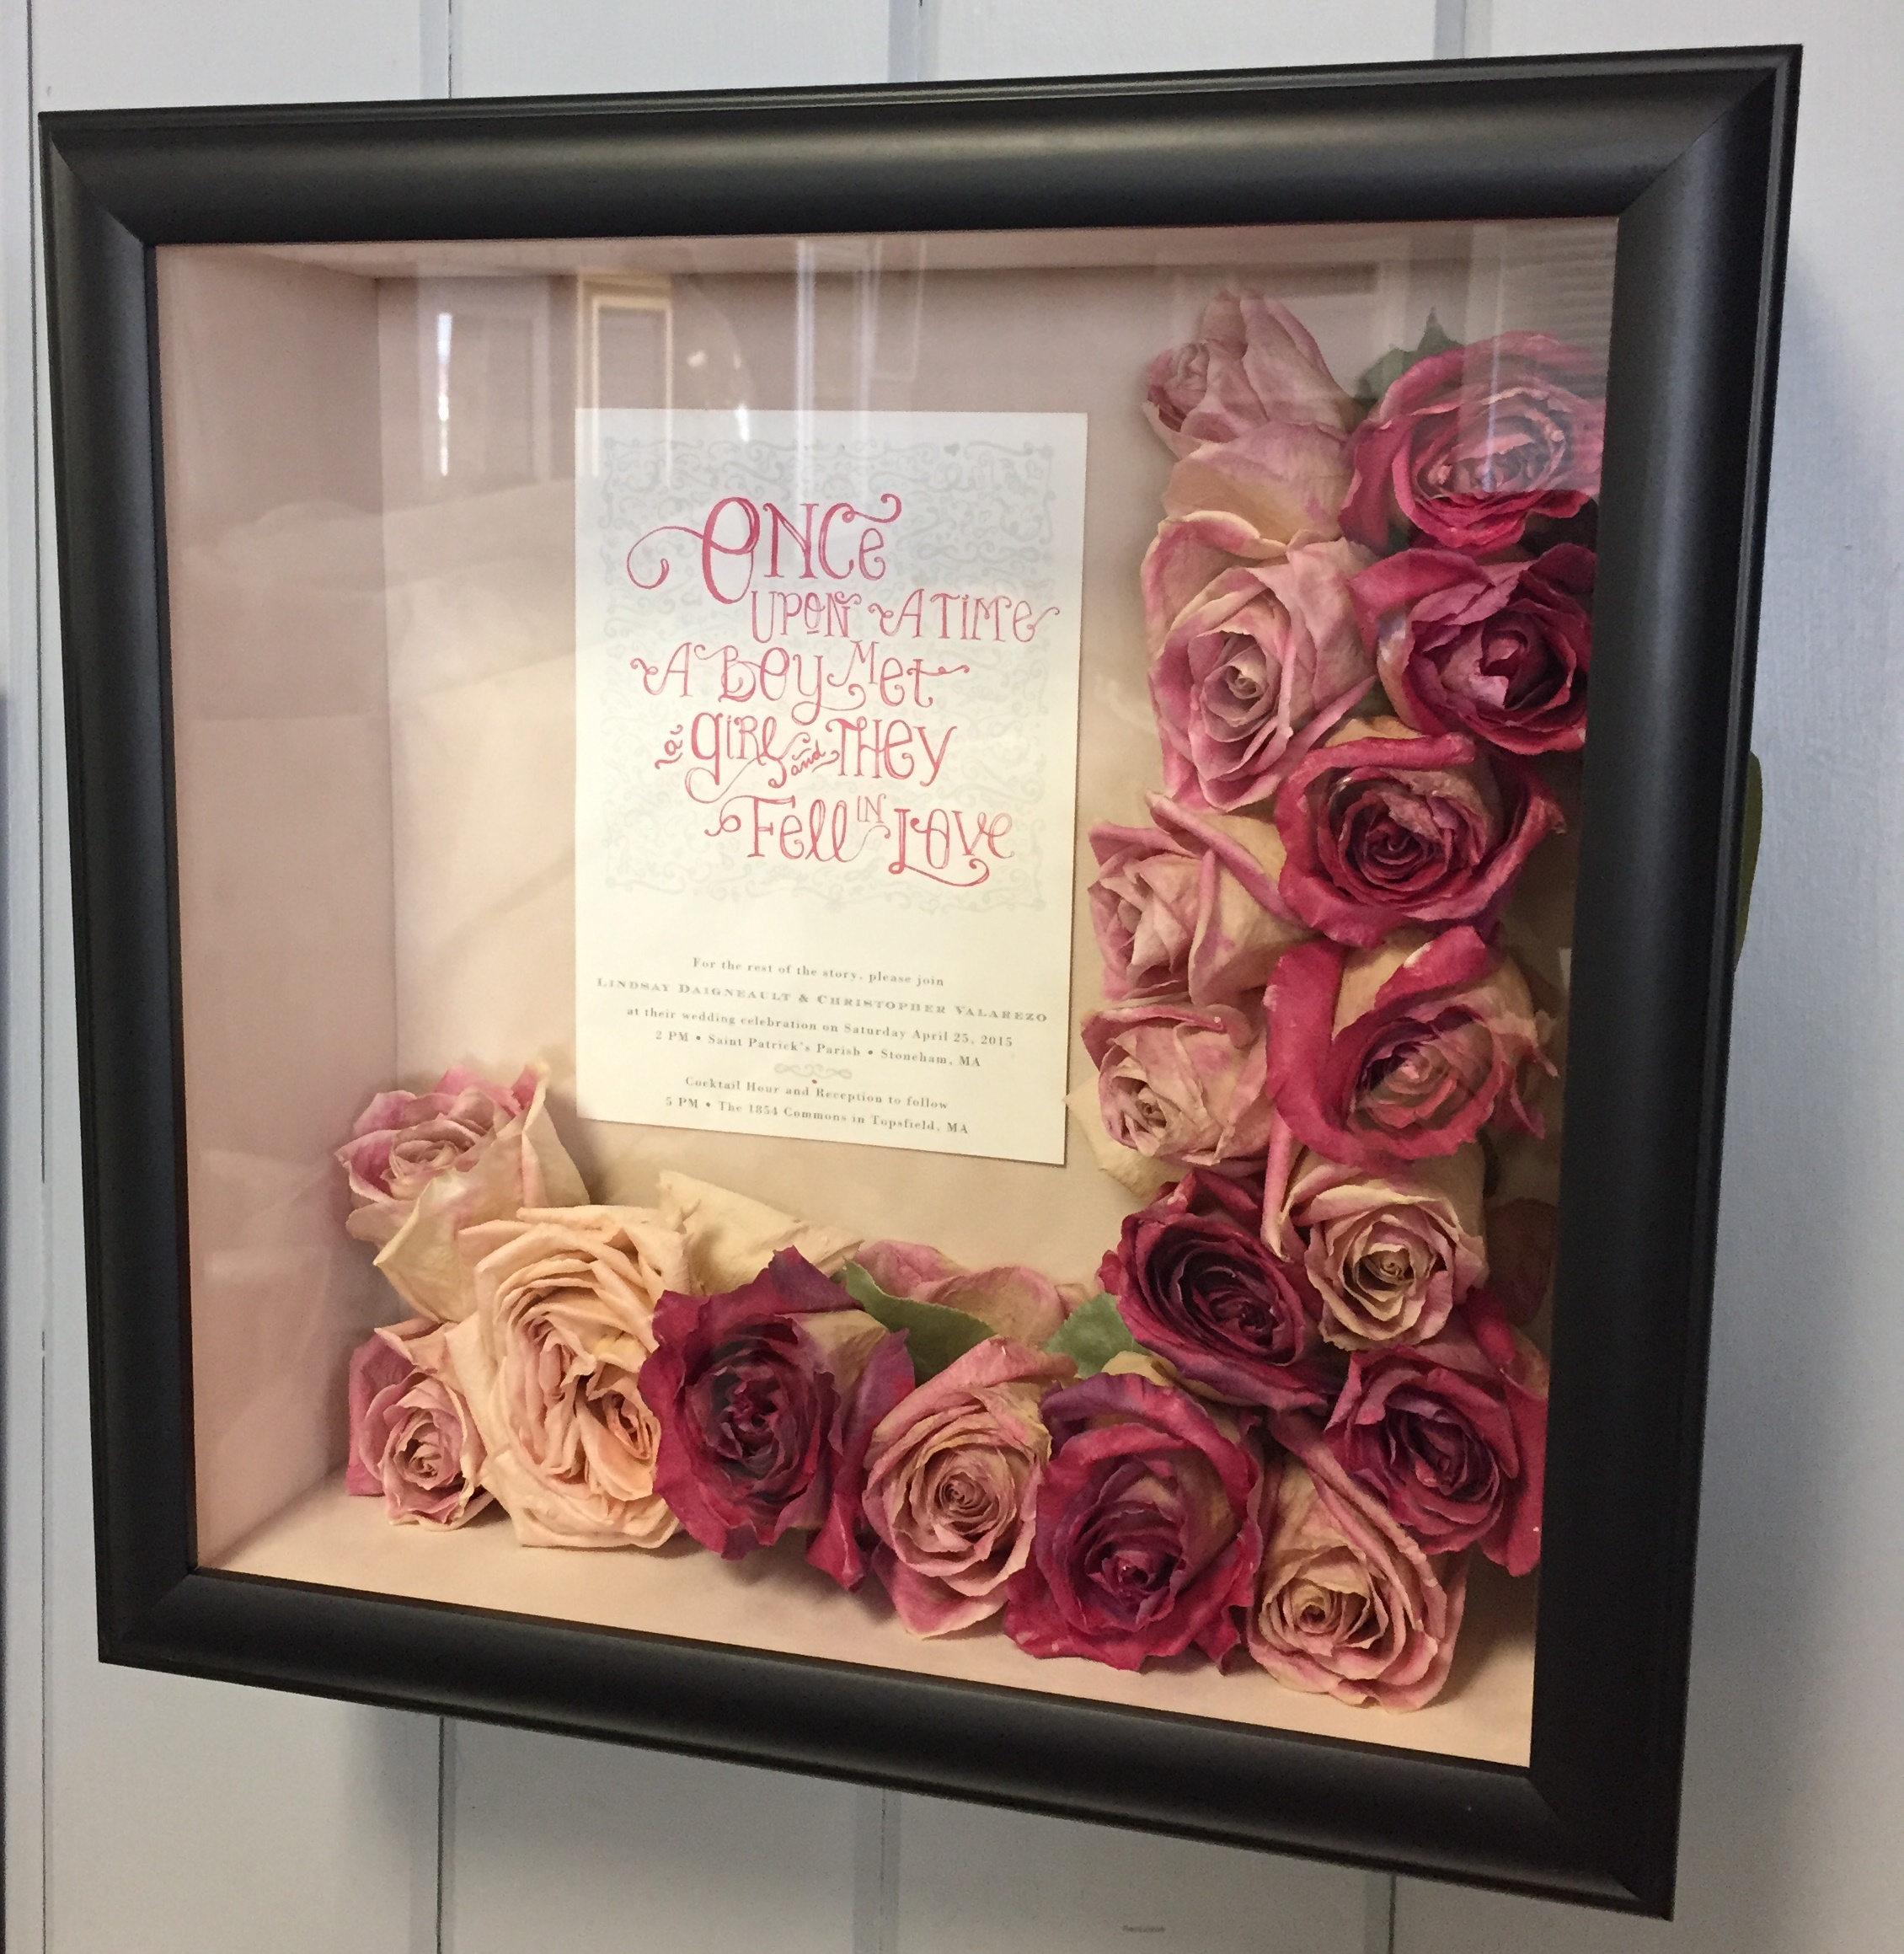 ONCe
UPON A TIMe
A BOY Met
a giRl and THey
Fell IN LOVe
For the rest of the story, please join
LINDSAY DAIGNEAULT & CHRISTOPHER VALAREZO
at their wedding celebration on Saturday April 25, 2015
2 PM • Saint Patrick's Parish • Stoneham, MA
Cocktail Hour and Reception to follow
5 PM • The 1854 Commons in Topsfield, MA